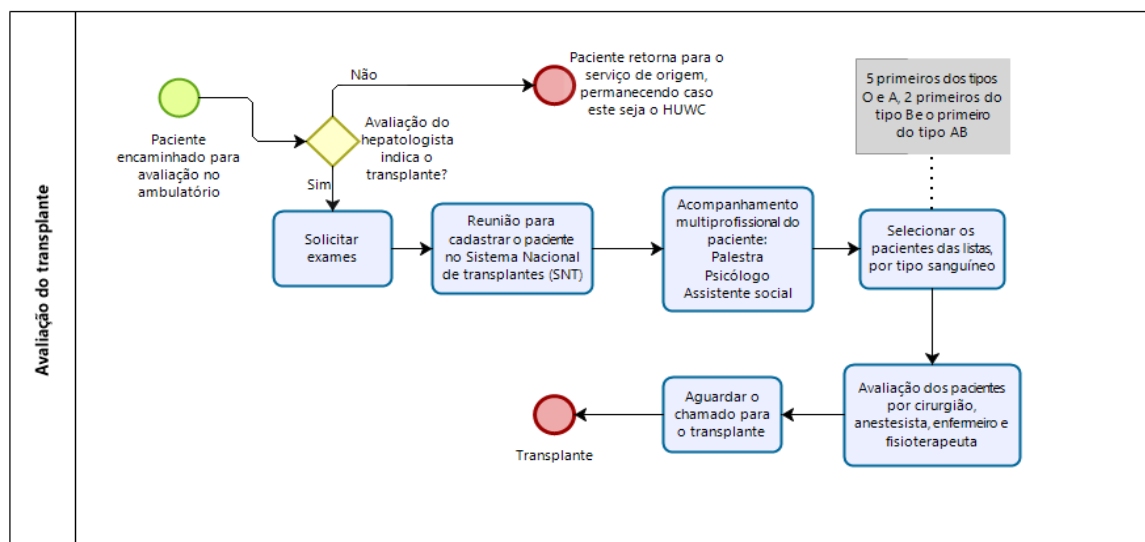 Avaliação do transplante
Paciente
encaminhado para
avaliação no
ambulatório
Não
Avaliação do
hepatologista
indica o
transplante?
Sim
Paciente retorna para o
serviço de origem,
permanecendo caso
este seja o HUWC
5 primeiros dos tipos
O e A, 2 primeiros do
tipo B e o primeiro
do tipo AB
Solicitar
exames
Reunião para
cadastrar o paciente
no Sistema Nacional
de transplantes (SNT)
Acompanhamento
multiprofissional do
paciente:
Palestra
Psicólogo
Assistente social
Selecionar os
pacientes das listas,
por tipo sanguíneo
Avaliação dos pacientes
por cirurgião,
anestesista, enfermeiro e
fisioterapeuta
Aguardar o
chamado para
o transplante
Transplante